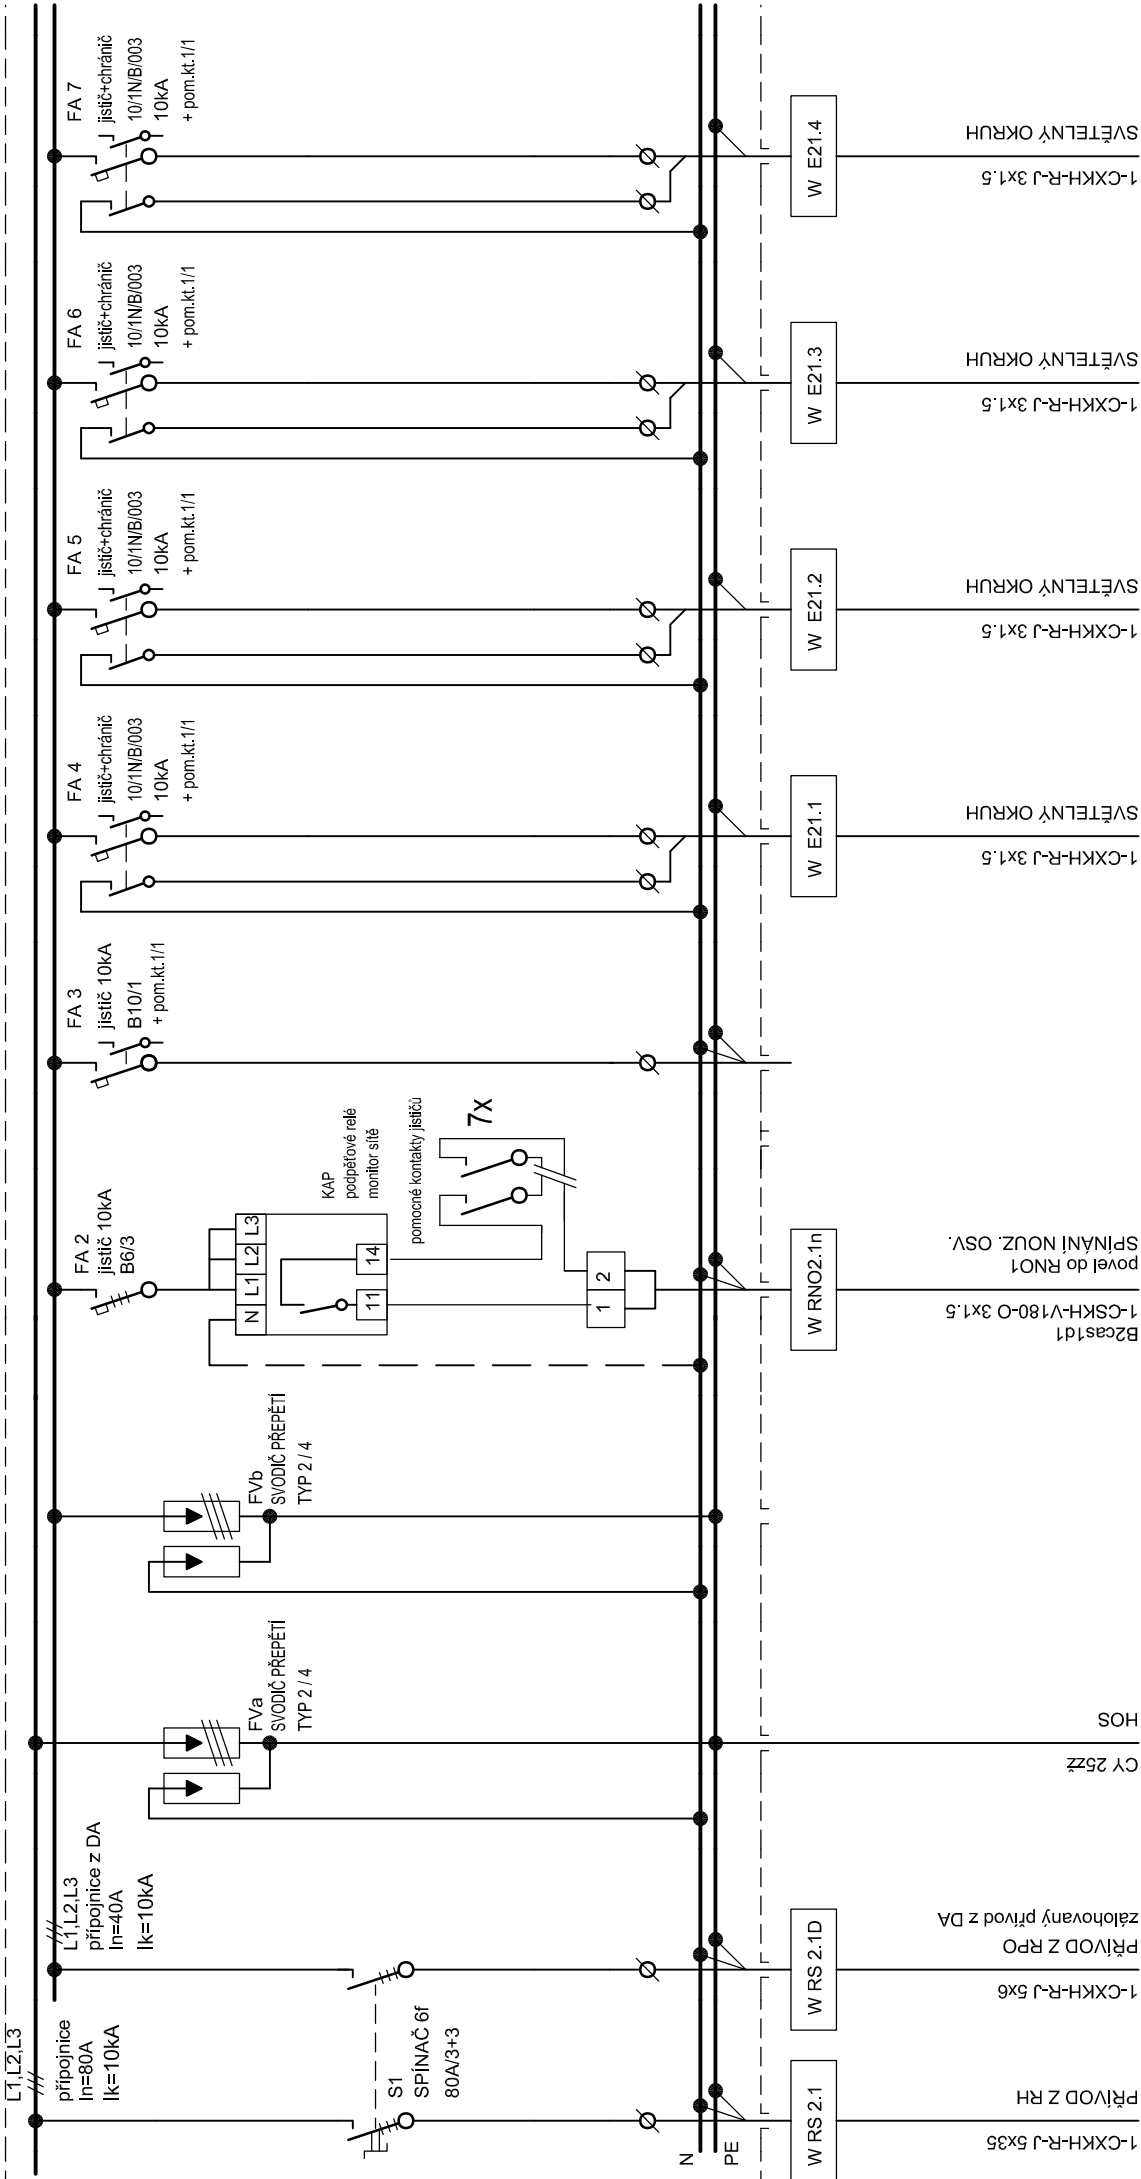 L1,L2,L3
přípojnice
In=80A
Ik=10kA
L1,L2,L3
přípojnice z DA
In=40A
Ik=10kA
S1
SPÍNAČ 6f
80A/3+3
FVa
SVODIČ PŘEPĚTÍ
TYP 2 / 4
FVb
SVODIČ PŘEPĚTÍ
TYP 2 / 4
FA 2
jistič 10kA
B6/3
N
L1
L2
L3
11
14
KAP
podpěťové relé
monitor sítě
pomocné kontakty jističů
7x
1
2
FA 3
jistič 10kA
B10/1
+ pom.kt.1/1
FA 4
jistič+chránič
10/1N/B/003
10kA
+ pom.kt.1/1
FA 5
jistič+chránič
10/1N/B/003
10kA
+ pom.kt.1/1
FA 6
jistič+chránič
10/1N/B/003
10kA
+ pom.kt.1/1
FA 7
jistič+chránič
10/1N/B/003
10kA
+ pom.kt.1/1
N
PE
W RS 2.1
W RS 2.1D
W RNO2.1n
W E21.1
W E21.2
W E21.3
W E21.4
1-CXKH-R-J 5x35
PŘÍVOD Z RH
1-CXKH-R-J 5x6
PŘÍVOD Z RPO
zálohovaný přívod z DA
CY 25zž
HOS
B2cas1d1
1-CSKH-V180-O 3x1.5
povel do RNO1
SPÍNÁNÍ NOUZ. OSV.
1-CXKH-R-J 3x1.5
SVĚTELNÝ OKRUH
1-CXKH-R-J 3x1.5
SVĚTELNÝ OKRUH
1-CXKH-R-J 3x1.5
SVĚTELNÝ OKRUH
1-CXKH-R-J 3x1.5
SVĚTELNÝ OKRUH